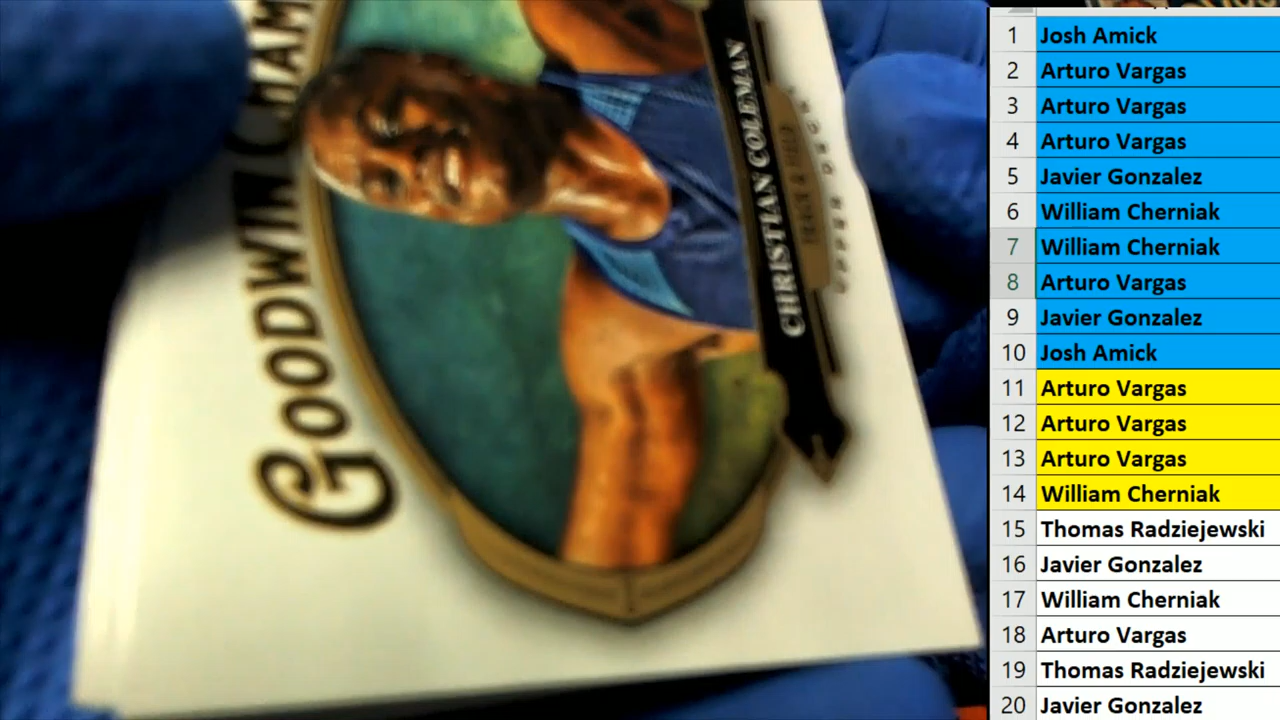 GOODWIN CHAM
CHRISTIAN COLEMAN
1 Josh Amick
2 Arturo Vargas
3 Arturo Vargas
4 Arturo Vargas
5 Javier Gonzalez
6 William Cherniak
7 William Cherniak
8 Arturo Vargas
9 Javier Gonzalez
10 Josh Amick
11 Arturo Vargas
12 Arturo Vargas
13 Arturo Vargas
14 William Cherniak
15 Thomas Radziejewski
16 Javier Gonzalez
17 William Cherniak
18 Arturo Vargas
19 Thomas Radziejewski
20 Javier Gonzalez